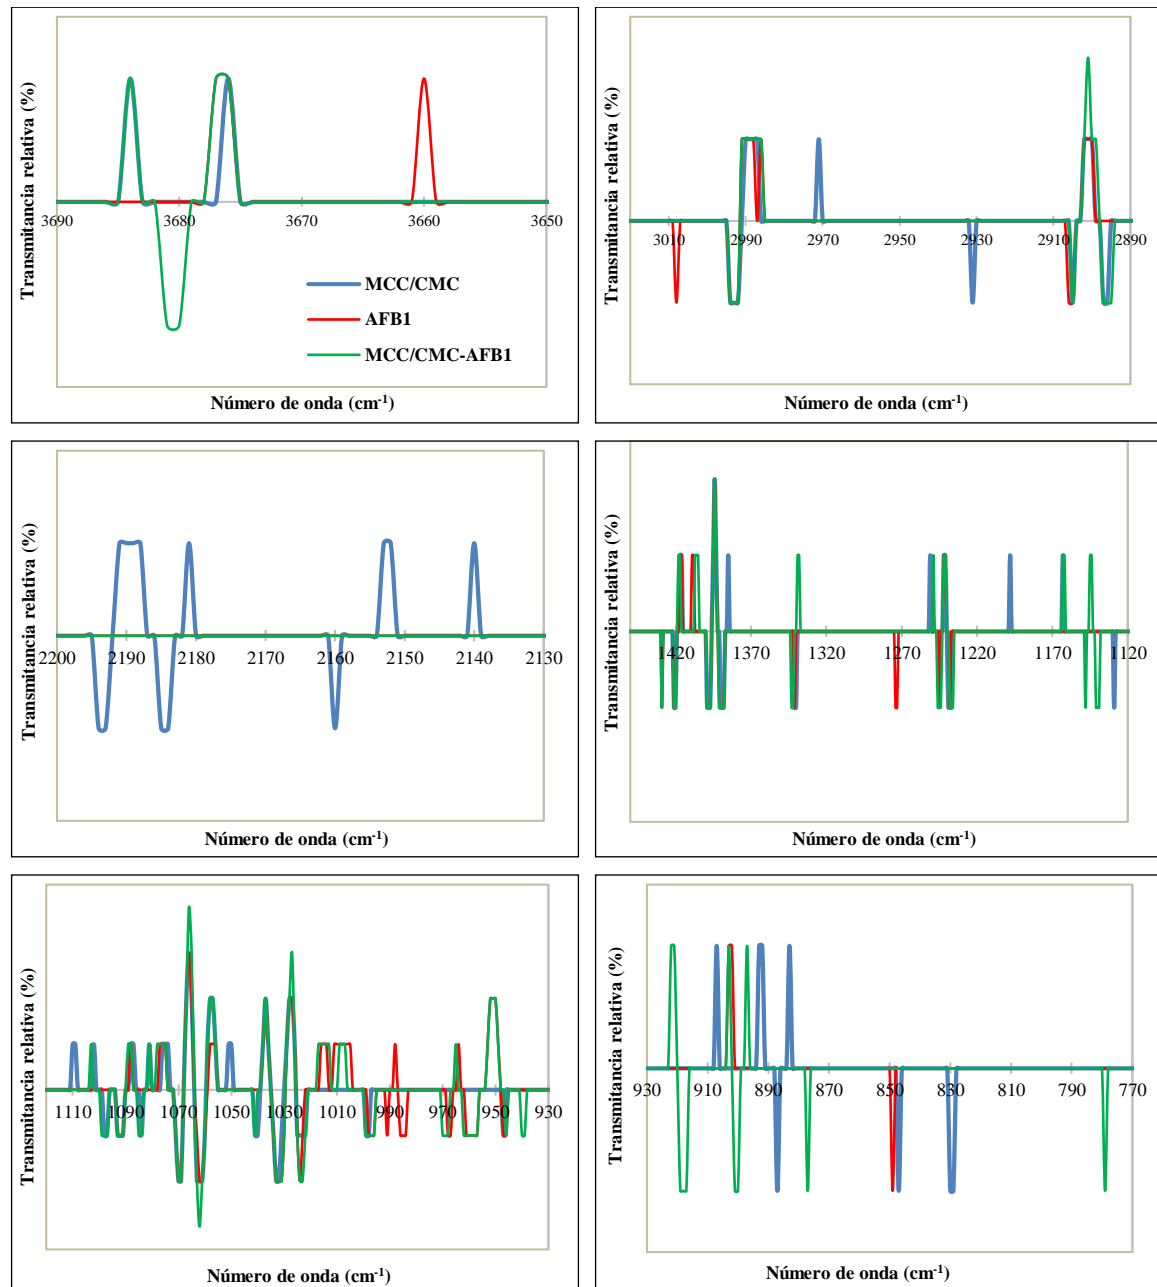 Transmitancia relativa (%)
3690 3680 3670 3660 3650
MCC/CMC
AFB1
MCC/CMC-AFB1
Número de onda (cm-1)
Transmitancia relativa (%)
3010 2990 2970 2950 2930 2910 2890
Número de onda (cm-1)
Transmitancia relativa (%)
2200 2190 2180 2170 2160 2150 2140 2130
Número de onda (cm-1)
Transmitancia relativa (%)
1420 1370 1320 1270 1220 1170 1120
Número de onda (cm-1)
Transmitancia relativa (%)
1110 1090 1070 1050 1030 1010 990 970 950 930
Número de onda (cm-1)
Transmitancia relativa (%)
930 910 890 870 850 830 810 790 770
Número de onda (cm-1)